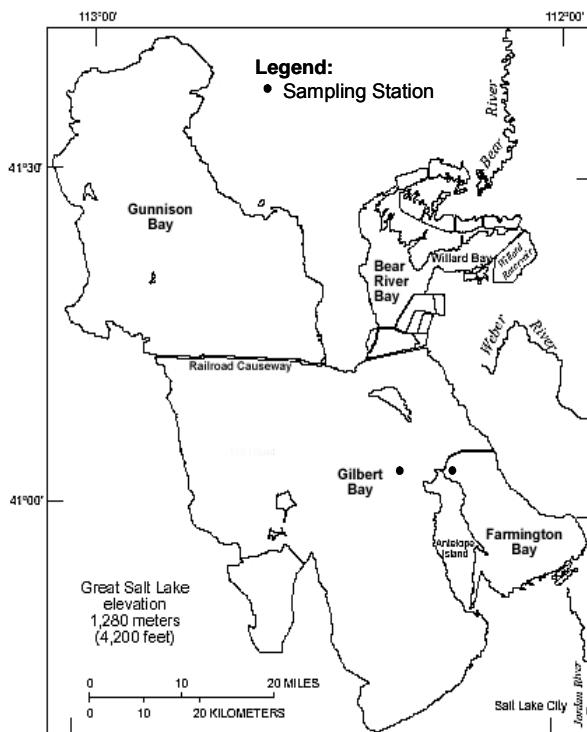 113°00'
112°00'
Legend:
• Sampling Station
River
Bear
41°30'
Gunnison
Bay
Willard Bay
Willard
Reservoir
Bear
River
Bay
Weber
River
Railroad Causeway
Gilbert
Bay
41°00'
Antelope
Island
Farmington
Bay
Great Salt Lake
elevation
1,280 meters
(4,200 feet)
0 10 20 MILES
0 10 20 KILOMETERS
Salt Lake City
Jordan River